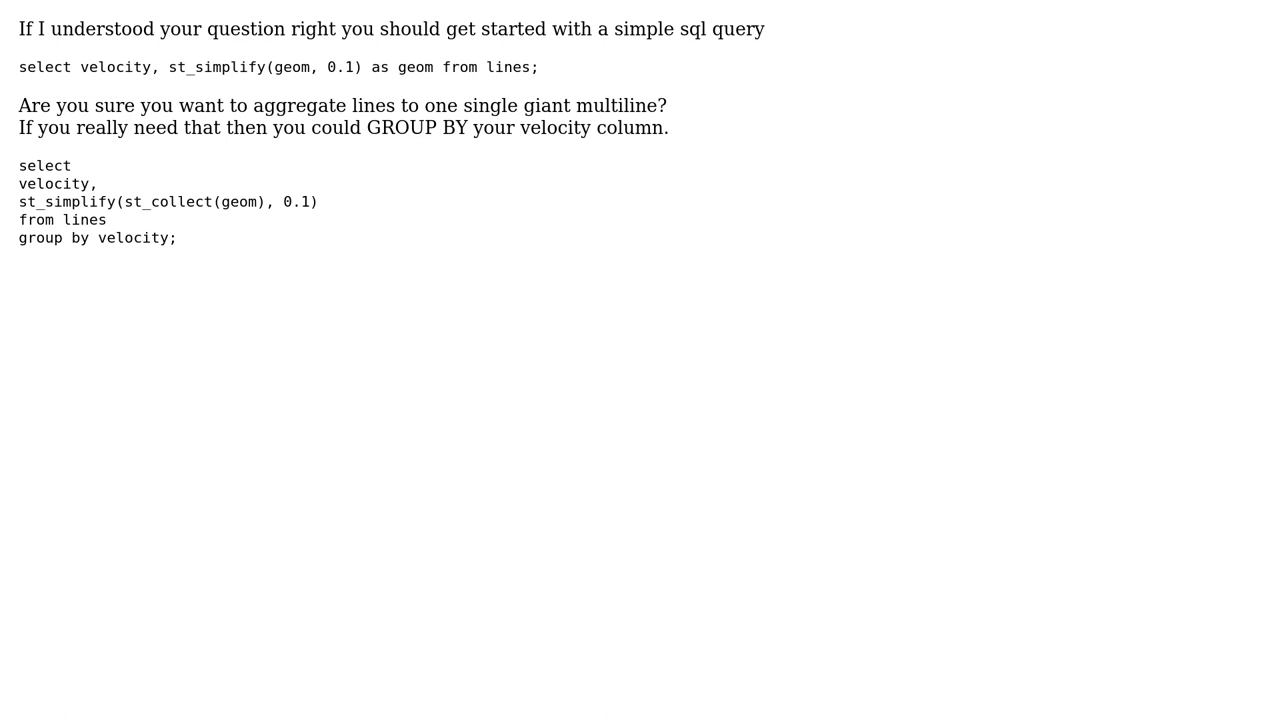 If I understood your question right you should get started with a simple sql query
select velocity, st_simplify(geom, 0.1) as geom from lines;
Are you sure you want to aggregate lines to one single giant multiline?
If you really need that then you could GROUP BY your velocity column.
select
velocity,
st_simplify(st_collect(geom), 0.1)
from lines
group by velocity;